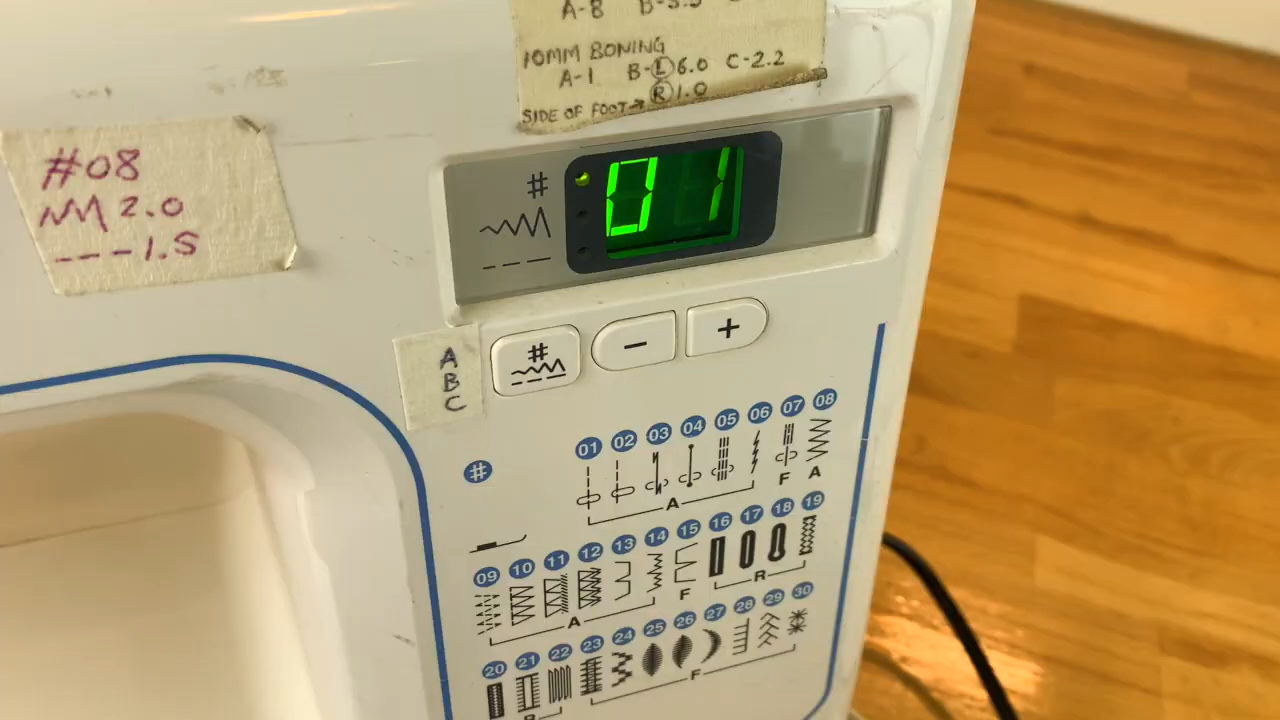 A-8 B-5.5
10MM BONING
A-1 B-Ⓛ6.0 C-2.2
Ⓡ1.0
SIDE OF FOOT→
#08
2.0
---1.5
#
01
A
B
C
#
-
+
#
01 02 03 04 05 06 07 08
A F A
09 10 11 12 13 14 15 16 17 18 19
A F R
20 21 22 23 24 25 26 27 28 29 30
F